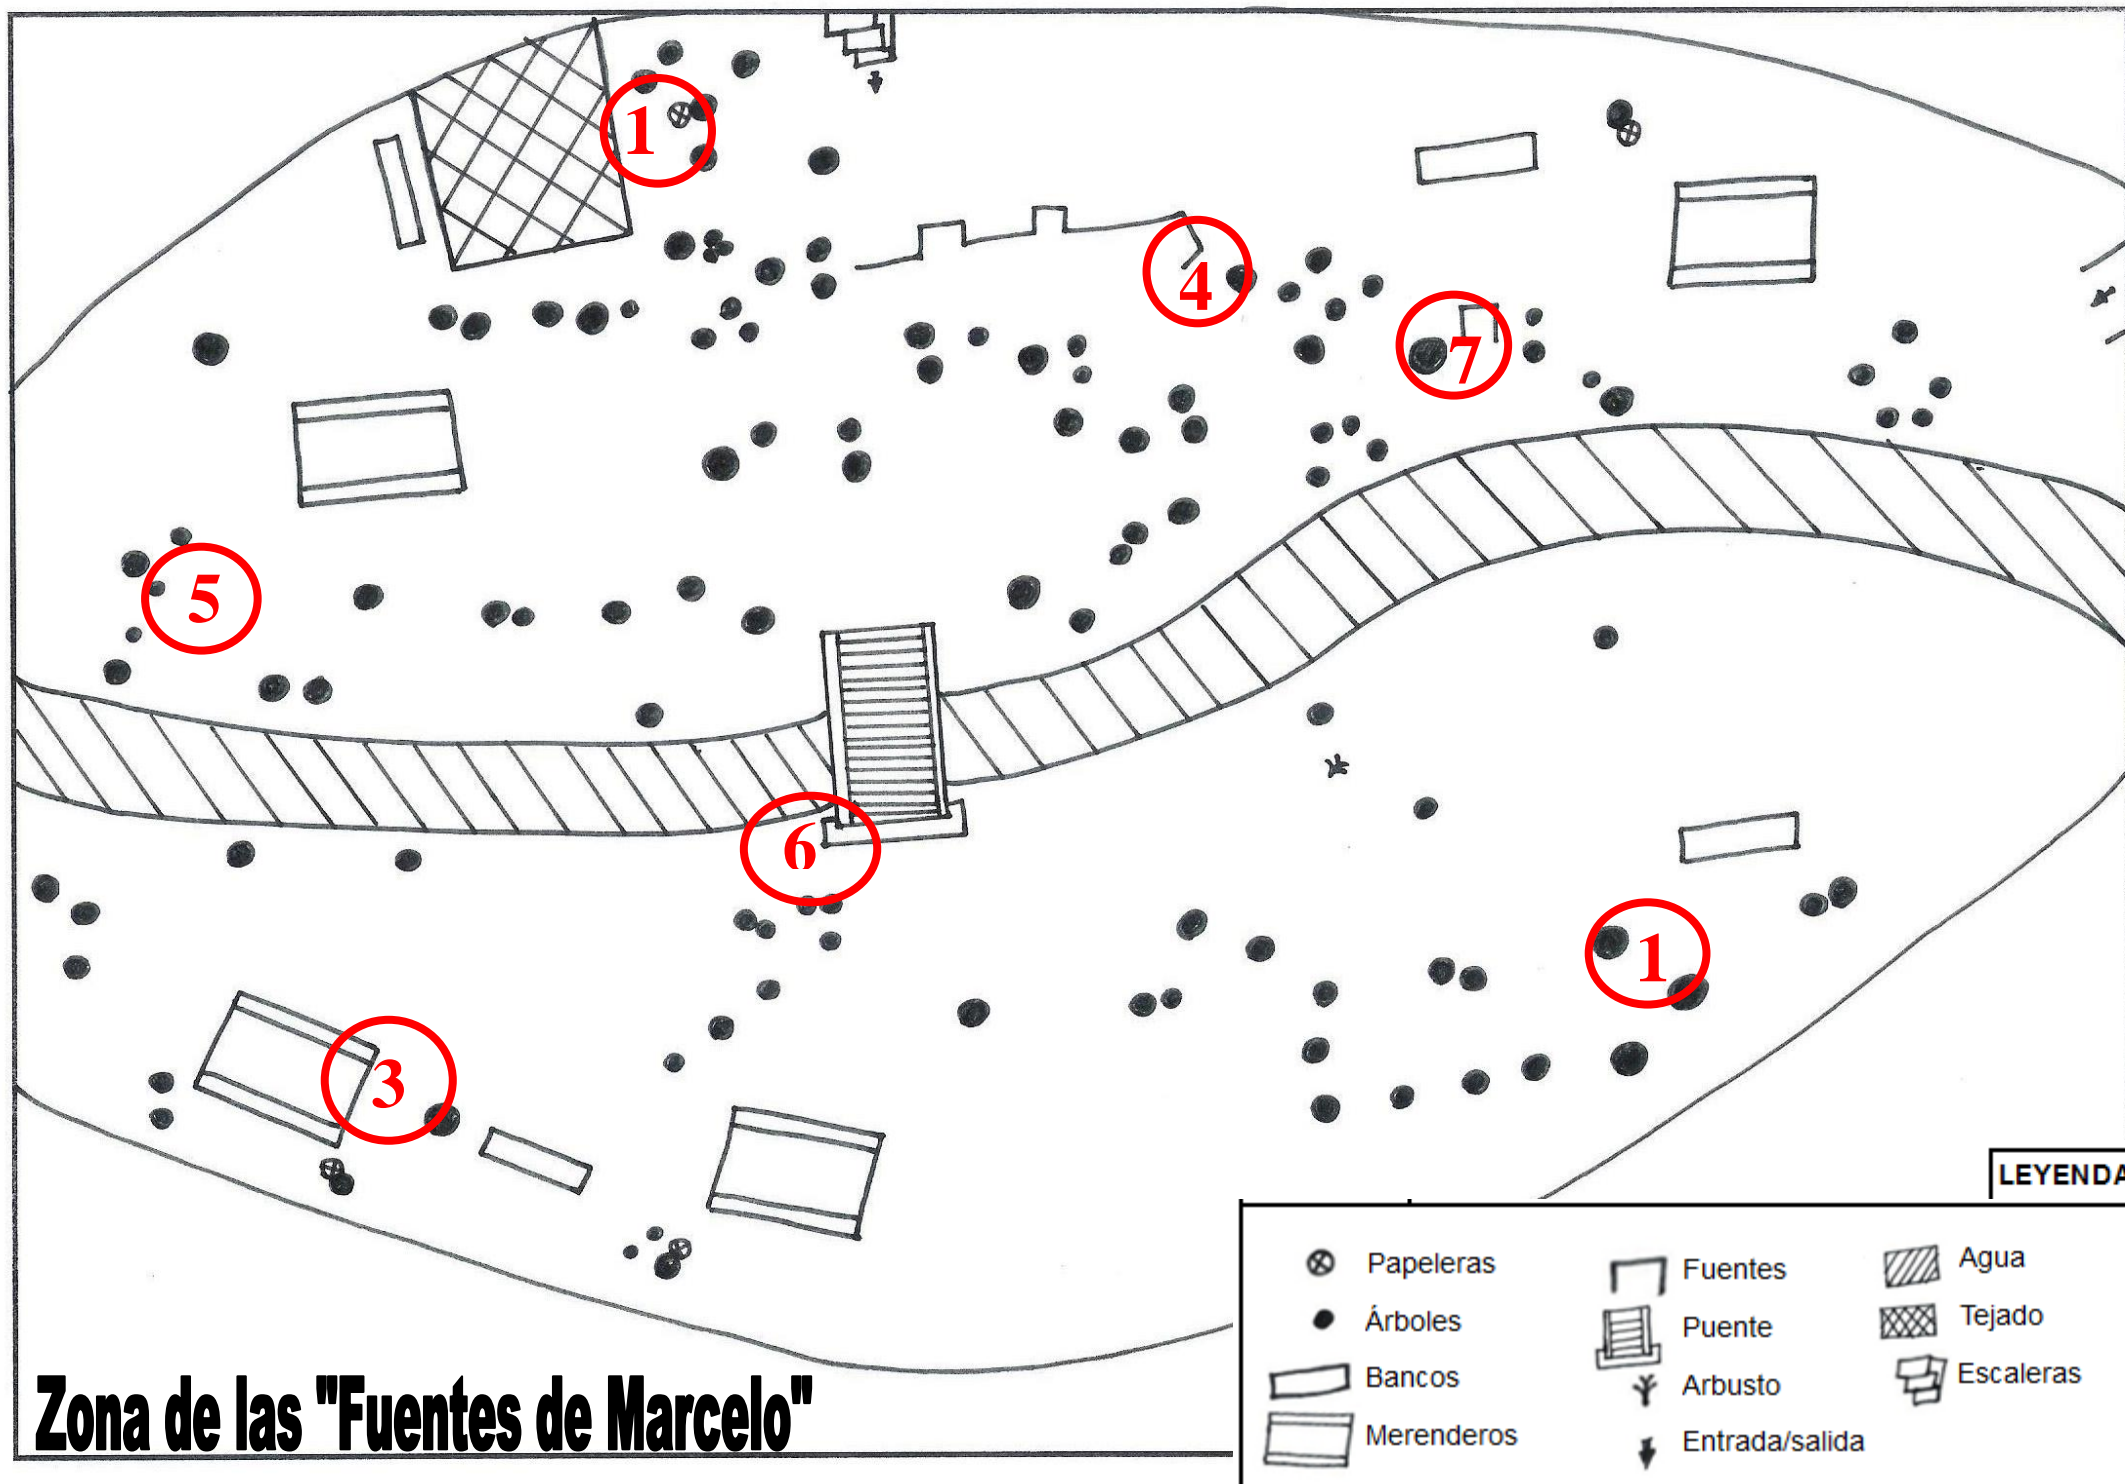 1
4
7
5
6
1
3
LEYENDA
Papeleras
Fuentes
Agua
Árboles
Puente
Tejado
Bancos
Arbusto
Escaleras
Merenderos
Entrada/salida
Zona de las "Fuentes de Marcelo"